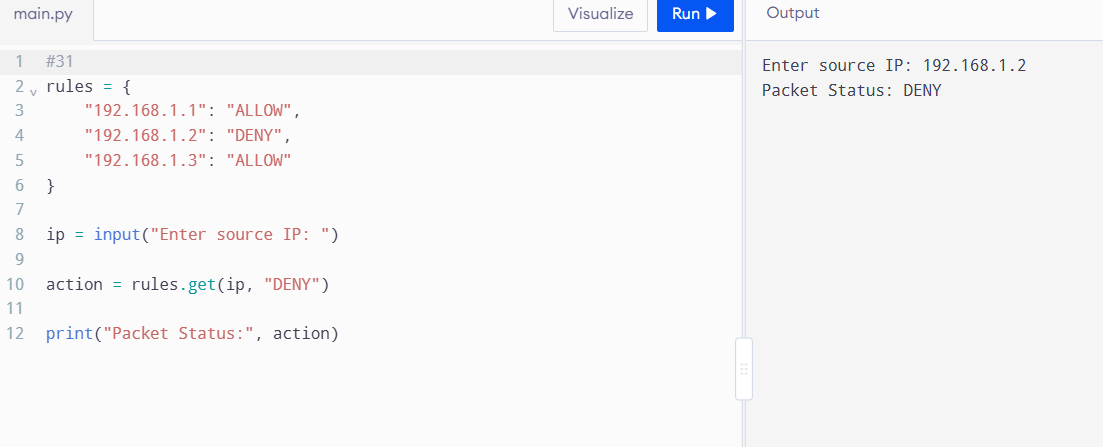 main.py
Visualize
Run
Output
1 #31
2 rules = {
3     "192.168.1.1": "ALLOW",
4     "192.168.1.2": "DENY",
5     "192.168.1.3": "ALLOW"
6 }
7
8 ip = input("Enter source IP: ")
9
10 action = rules.get(ip, "DENY")
11
12 print("Packet Status:", action)
Enter source IP: 192.168.1.2
Packet Status: DENY